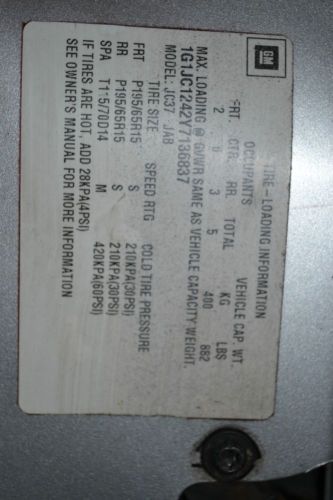 GM
TIRE-LOADING INFORMATION
OCCUPANTS VEHICLE CAP. WT.
FRT. CTR. RR. TOTAL KG LBS
2 0 3 5 400 882
MAX. LOADING @ GVWR SAME AS VEHICLE CAPACITY WEIGHT.
1G1JC1242Y7136837
MODEL: JC37 JAB
TIRE SIZE SPEED RTG COLD TIRE PRESSURE
FRT P195/65R15 S 210KPA(30PSI)
RR P195/65R15 S 210KPA(30PSI)
SPA T115/70D14 M 420KPA(60PSI)
IF TIRES ARE HOT, ADD 28KPA(4PSI)
SEE OWNER'S MANUAL FOR MORE INFORMATION